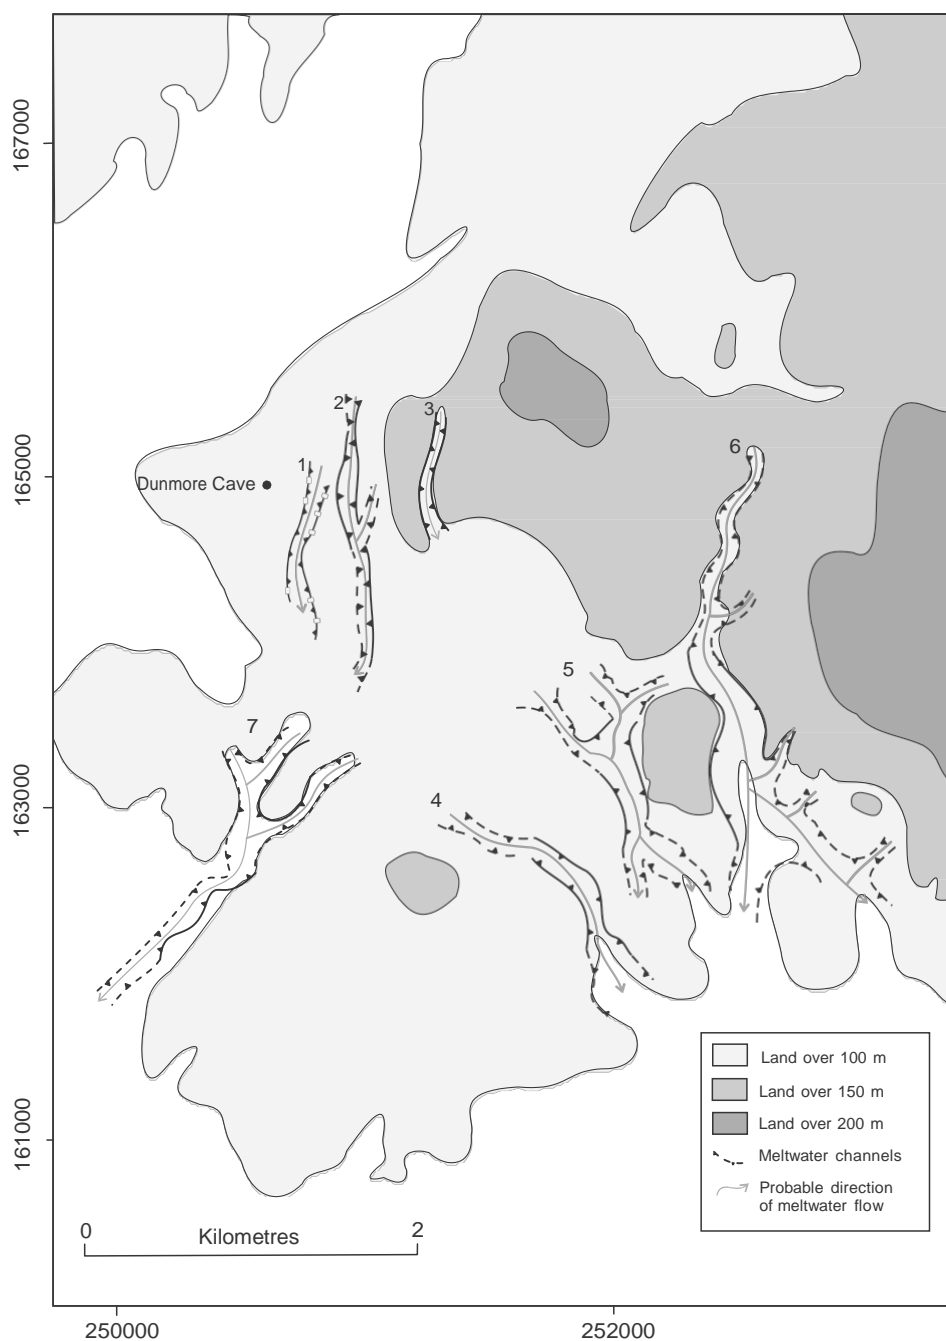 167000
2
3
6
165000
1
Dunmore Cave
5
7
163000
4
Land over 100 m
Land over 150 m
Land over 200 m
Meltwater channels
Probable direction
of meltwater flow
161000
0
Kilometres
2
250000
252000